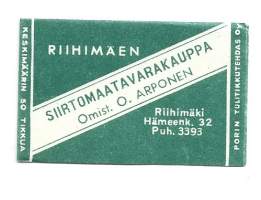 RIIHIMÄEN
SIIRTOMAATAVARAKAUPPA
Omist. O. ARPONEN
Riihimäki
Hämeenk. 32
Puh. 3393
KESKIMÄÄRIN 50 TIKKUA
PORIN TULITIKKUTEHDAS